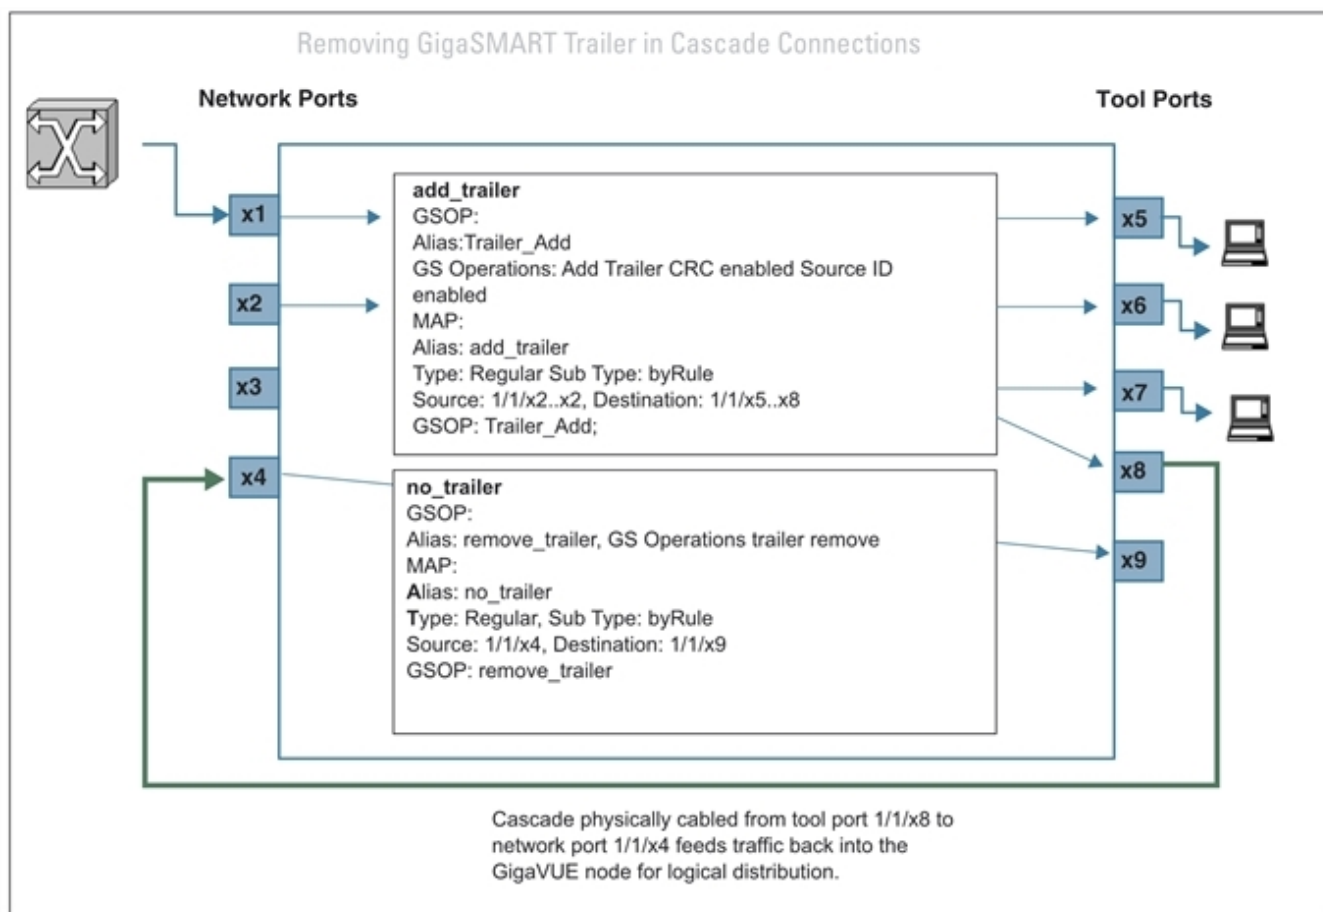 Removing GigaSMART Trailer in Cascade Connections
Network Ports
Tool Ports
x1
x2
x3
x4
add_trailer
GSOP:
Alias:Trailer_Add
GS Operations: Add Trailer CRC enabled Source ID
enabled
MAP:
Alias: add_trailer
Type: Regular Sub Type: byRule
Source: 1/1/x2..x2, Destination: 1/1/x5..x8
GSOP: Trailer_Add;
no_trailer
GSOP:
Alias: remove_trailer, GS Operations trailer remove
MAP:
Alias: no_trailer
Type: Regular, Sub Type: byRule
Source: 1/1/x4, Destination: 1/1/x9
GSOP: remove_trailer
x5
x6
x7
x8
x9
Cascade physically cabled from tool port 1/1/x8 to
network port 1/1/x4 feeds traffic back into the
GigaVUE node for logical distribution.